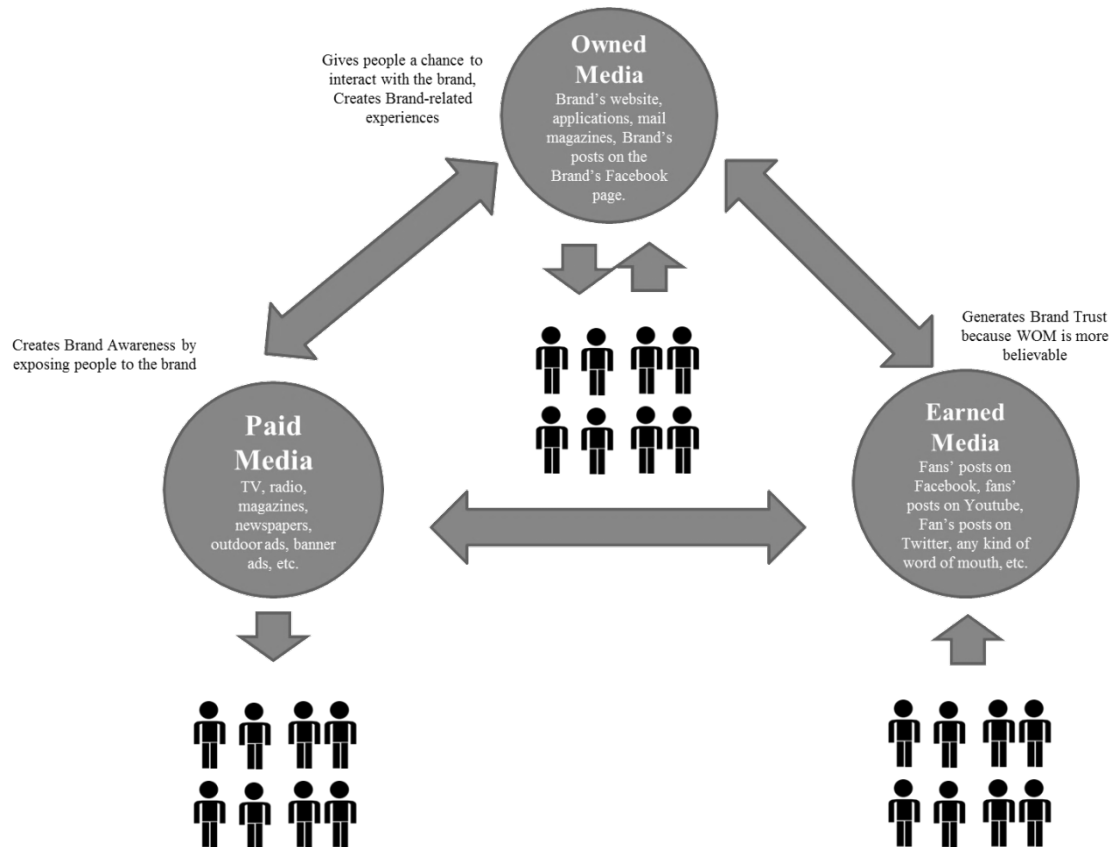 Gives people a chance to
interact with the brand,
Creates Brand-related
experiences
Owned
Media
Brand's website,
applications, mail
magazines, Brand's
posts on the
Brand's Facebook
page.
Creates Brand Awareness by
exposing people to the brand
Generates Brand Trust
because WOM is more
believable
Paid
Media
TV, radio,
magazines,
newspapers,
outdoor ads, banner
ads, etc.
Earned
Media
Fans' posts on
Facebook, fans'
posts on Youtube,
Fan's posts on
Twitter, any kind of
word of mouth, etc.